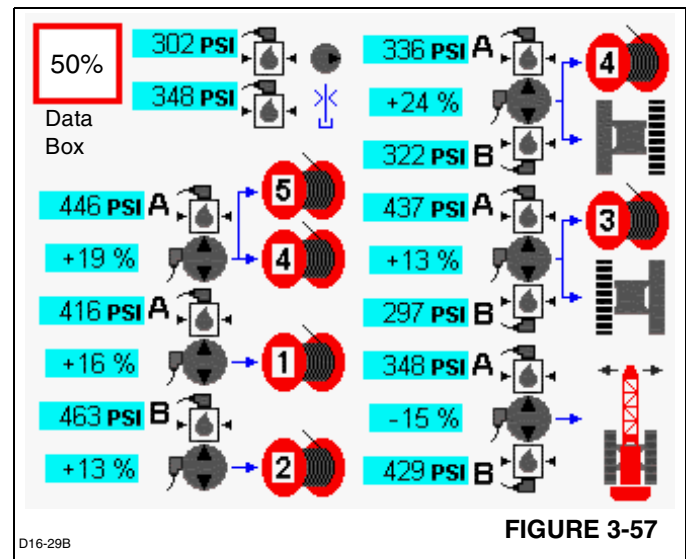 50%
Data
Box
302 PSI
348 PSI
446 PSI A
5
+19 %
4
416 PSI A
+16 %
1
463 PSI B
+13 %
2
336 PSI A
4
+24 %
322 PSI B
437 PSI A
3
+13 %
297 PSI B
348 PSI A
-15 %
429 PSI B
D16-29B
FIGURE 3-57